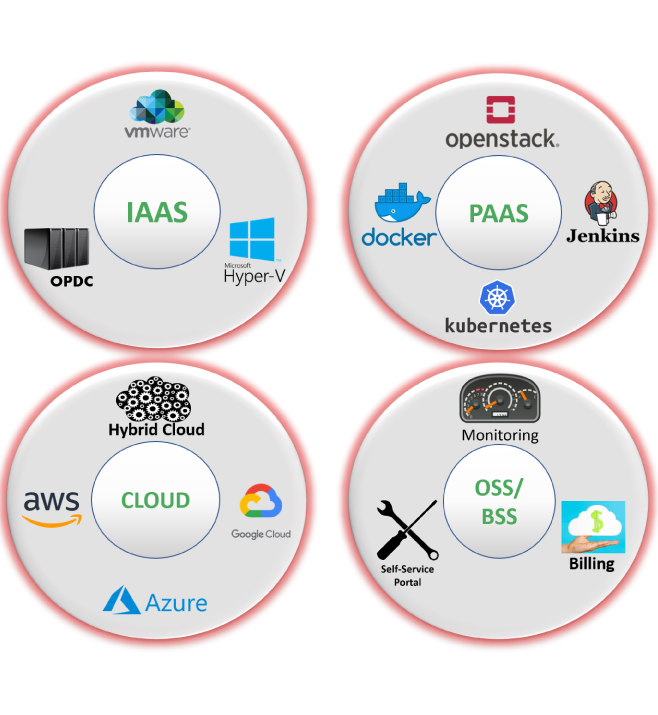 vmware®
IAAS
OPDC
Microsoft
Hyper-V
openstack®
docker
PAAS
Jenkins
kubernetes
Hybrid Cloud
aws
CLOUD
Google Cloud
Azure
Monitoring
OSS/
BSS
Self-Service
Portal
Billing